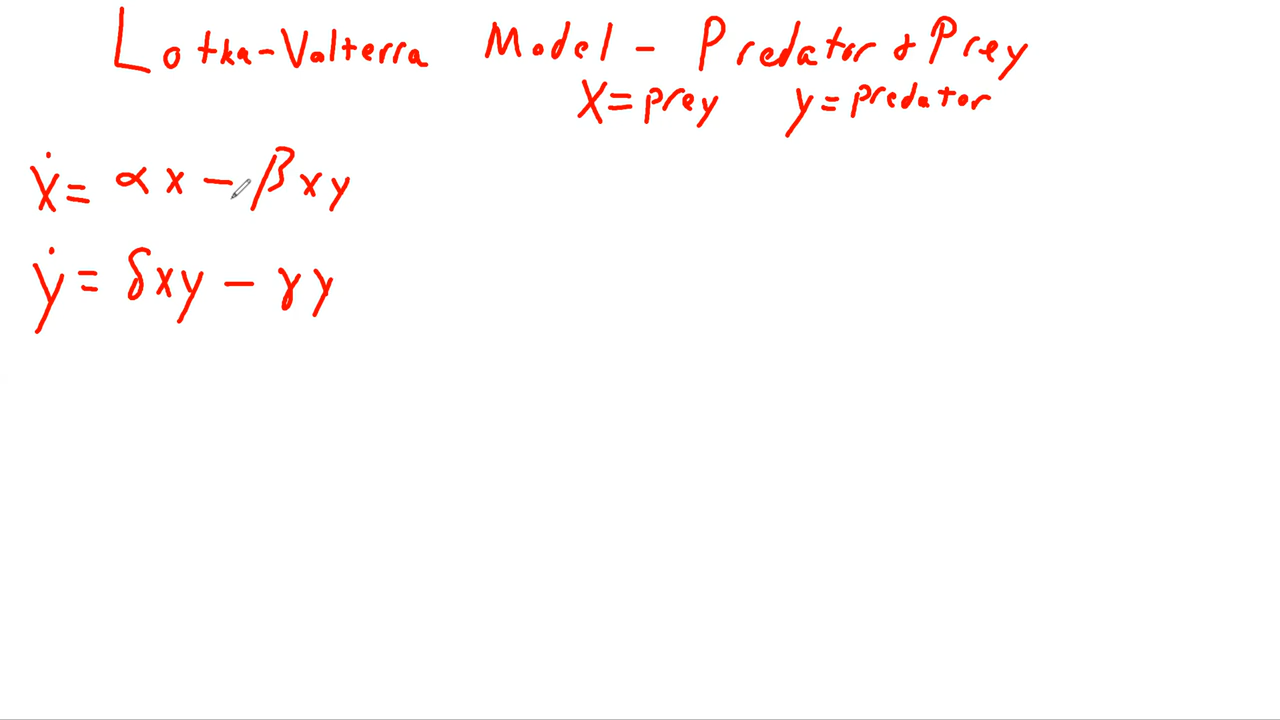 Lotka-Valterra Model - Predator & Prey
X = prey y = predator
ẋ = αx - βxy
ẏ = δxy - γy